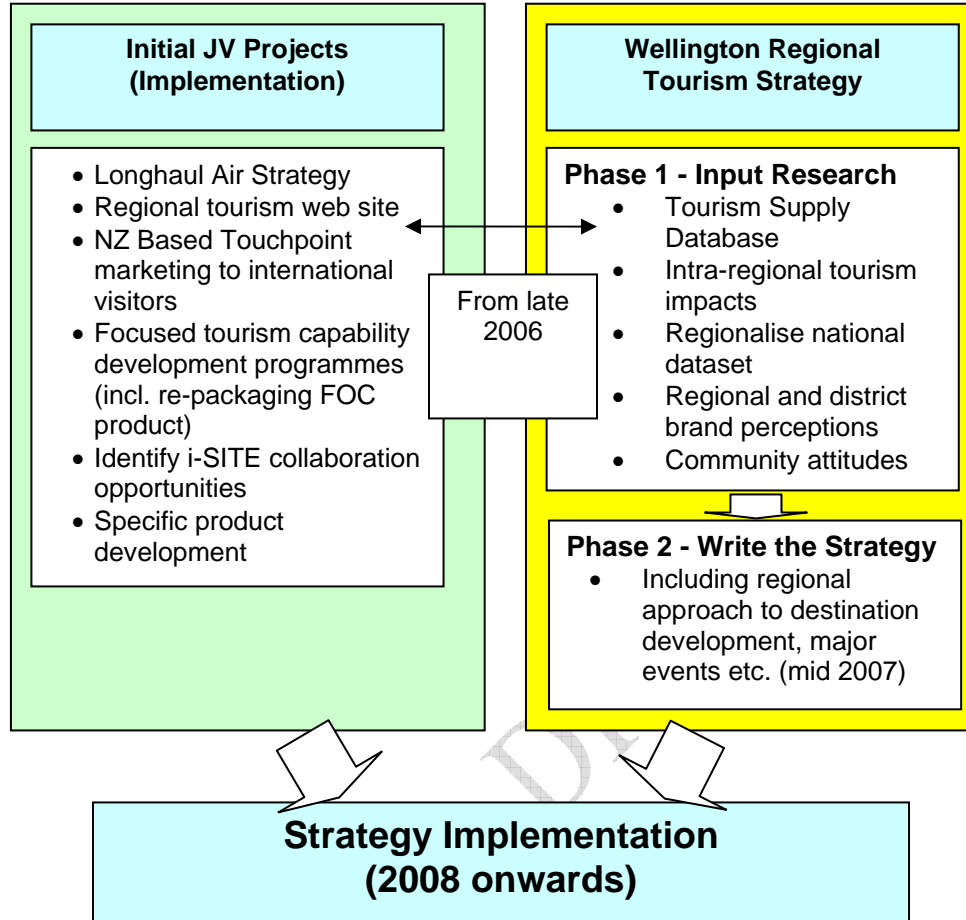 Initial JV Projects
(Implementation)
• Longhaul Air Strategy
• Regional tourism web site
• NZ Based Touchpoint
marketing to international
visitors
• Focused tourism capability
development programmes
(incl. re-packaging FOC
product)
• Identify i-SITE collaboration
opportunities
• Specific product
development
From late
2006
Wellington Regional
Tourism Strategy
Phase 1 - Input Research
• Tourism Supply
Database
• Intra-regional tourism
impacts
• Regionalise national
dataset
• Regional and district
brand perceptions
• Community attitudes
Phase 2 - Write the Strategy
• Including regional
approach to destination
development, major
events etc. (mid 2007)
Strategy Implementation
(2008 onwards)